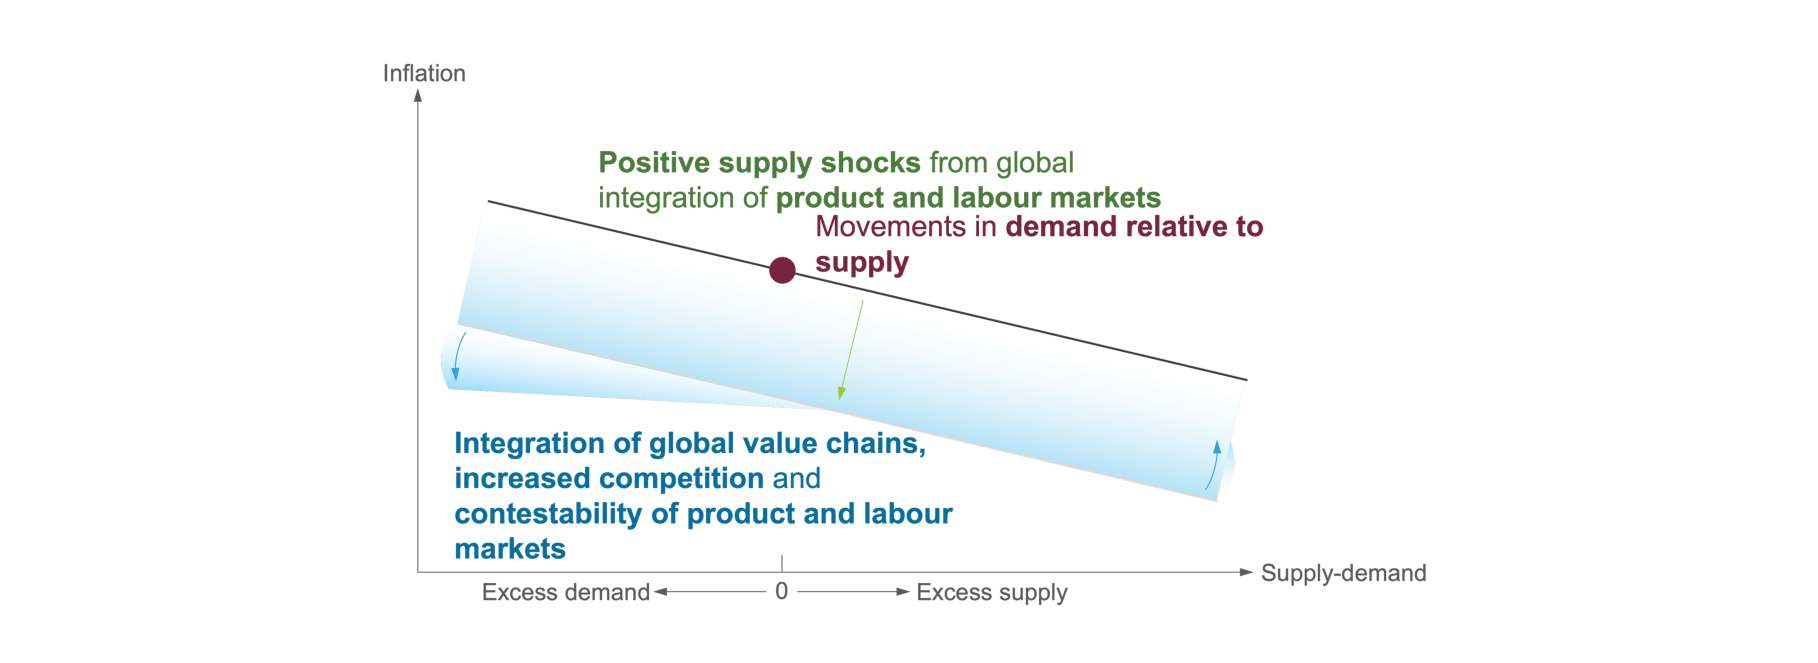 Inflation
Positive supply shocks from global
integration of product and labour markets
Movements in demand relative to
supply
Integration of global value chains,
increased competition and
contestability of product and labour
markets
Supply-demand
Excess demand 0 Excess supply